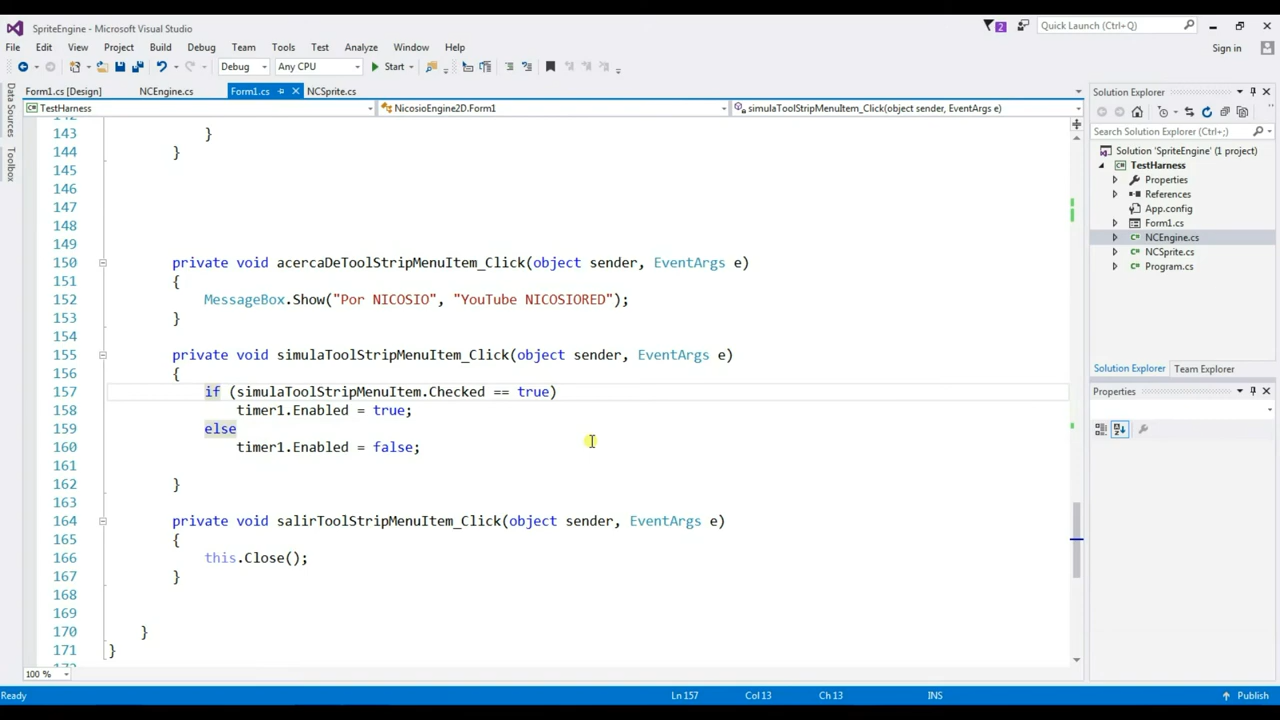 SpriteEngine - Microsoft Visual Studio
2
Quick Launch (Ctrl+Q)
File Edit View Project Build Debug Team Tools Test Analyze Window Help
Sign in
Debug Any CPU Start
Form1.cs [Design] NCEngine.cs Form1.cs NCSprite.cs
TestHarness NicosioEngine2D.Form1 simulaToolStripMenuItem_Click(object sender, EventArgs e)
Data Sources
Toolbox
143 }
144 }
145
146
147
148
149
150 private void acercaDeToolStripMenuItem_Click(object sender, EventArgs e)
151 {
152 MessageBox.Show("Por NICOSIO", "YouTube NICOSIORED");
153 }
154
155 private void simulaToolStripMenuItem_Click(object sender, EventArgs e)
156 {
157 if (simulaToolStripMenuItem.Checked == true)
158 timer1.Enabled = true;
159 else
160 timer1.Enabled = false;
161
162 }
163
164 private void salirToolStripMenuItem_Click(object sender, EventArgs e)
165 {
166 this.Close();
167 }
168
169
170 }
171 }
100 %
Solution Explorer
Search Solution Explorer (Ctrl+;)
Solution 'SpriteEngine' (1 project)
TestHarness
Properties
References
App.config
Form1.cs
NCEngine.cs
NCSprite.cs
Program.cs
Solution Explorer Team Explorer
Properties
Ready Ln 157 Col 13 Ch 13 INS Publish